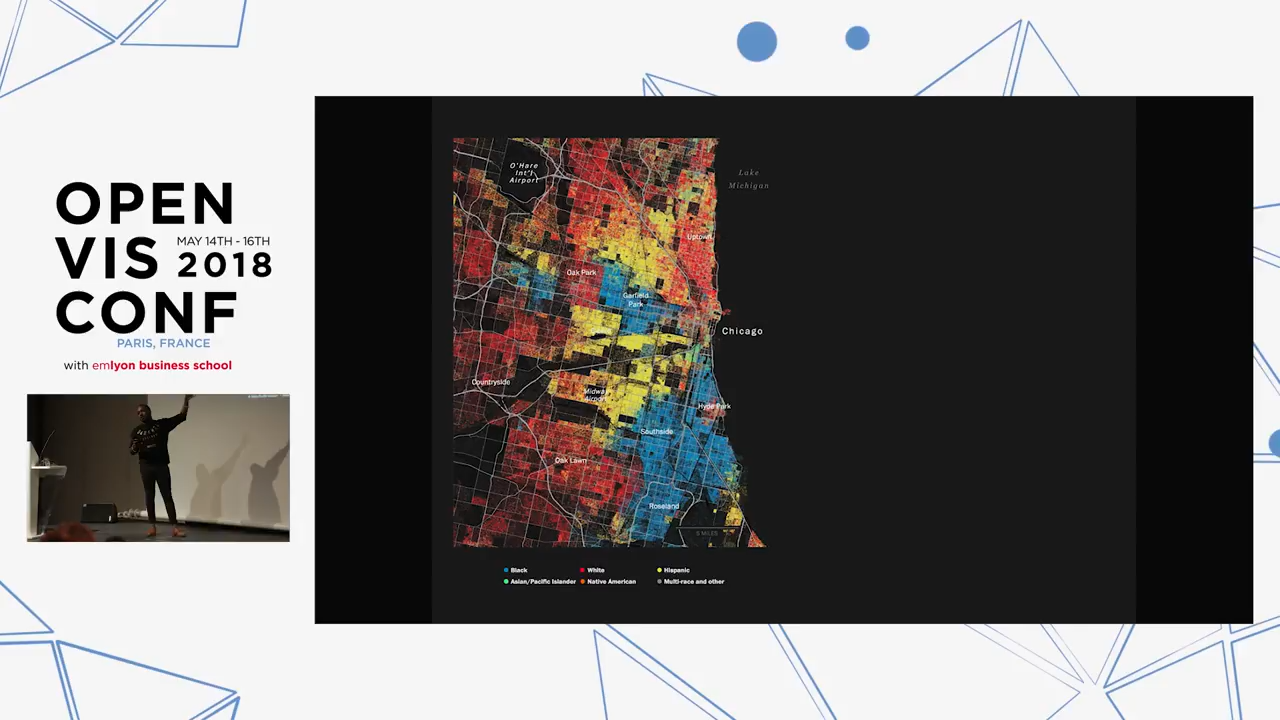 OPEN
VIS MAY 14TH - 16TH
2018
CONF
PARIS, FRANCE
with emlyon business school
O'Hare
Int'l
Airport
Lake
Michigan
Uptown
Oak Park
Garfield
Park
Chicago
Countryside
Midway
Airport
Hyde Park
Southside
Oak Lawn
Roseland
5 MILES
Black
White
Hispanic
Asian/Pacific Islander
Native American
Multi-race and other